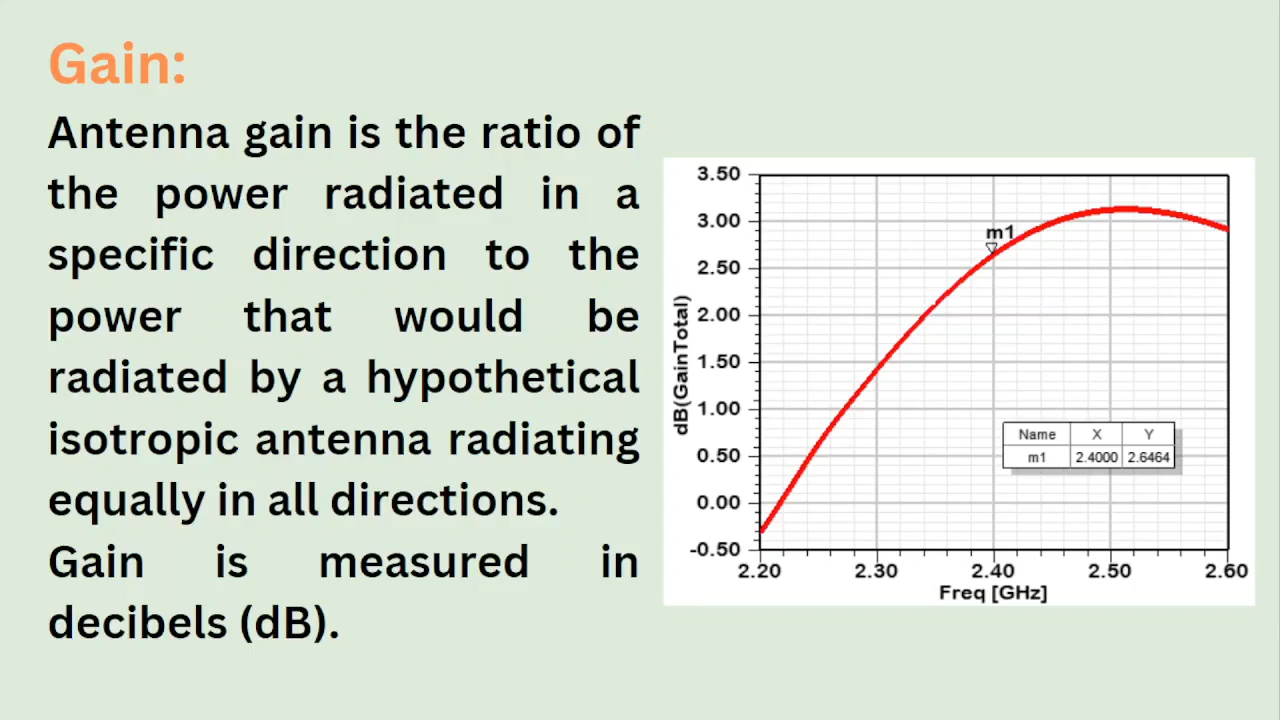 Gain:
Antenna gain is the ratio of
the power radiated in a
specific direction to the
power that would be
radiated by a hypothetical
isotropic antenna radiating
equally in all directions.
Gain is measured in
decibels (dB).
3.50
3.00
2.50
2.00
1.50
1.00
0.50
0.00
-0.50
dB(GainTotal)
m1
Name X Y
m1 2.4000 2.6464
2.20 2.30 2.40 2.50 2.60
Freq [GHz]